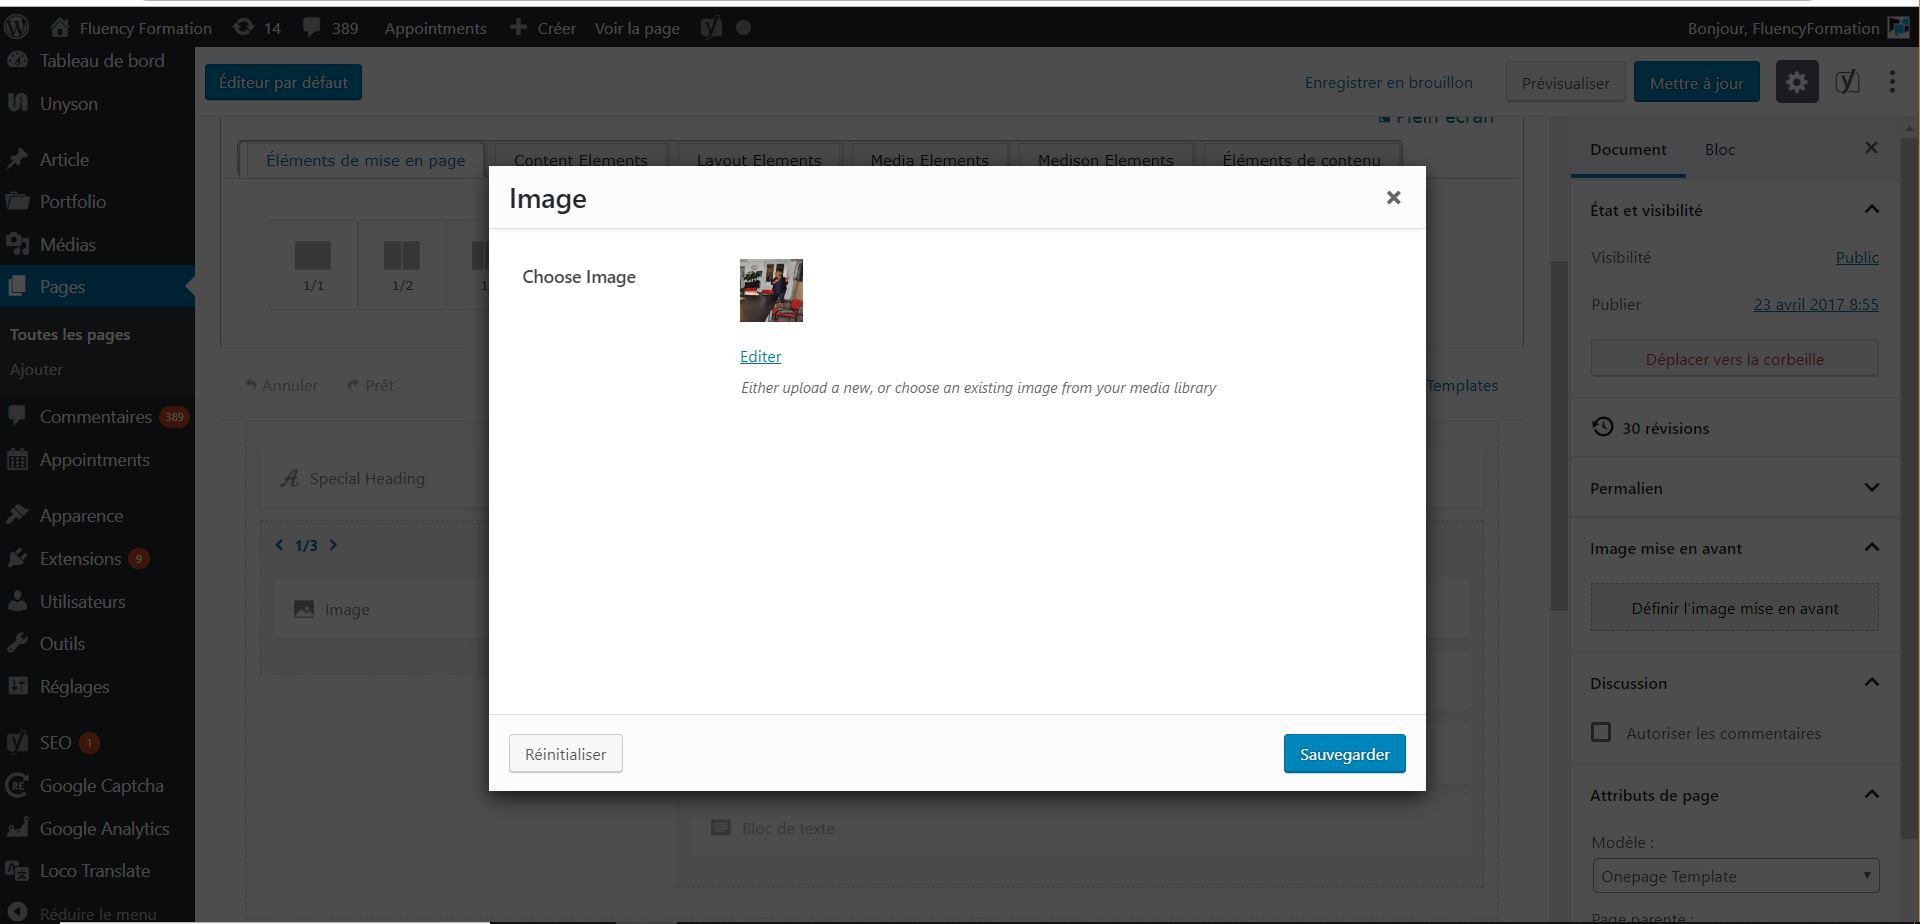 Fluency Formation
14
389
Appointments
Créer
Voir la page
Bonjour, FluencyFormation
Tableau de bord
Unyson
Article
Portfolio
Médias
Pages
Toutes les pages
Ajouter
Commentaires 389
Appointments
Apparence
Extensions 9
Utilisateurs
Outils
Réglages
SEO 1
Google Captcha
Google Analytics
Loco Translate
Réduire le menu
Éditeur par défaut
Enregistrer en brouillon
Prévisualiser
Mettre à jour
Plein écran
Éléments de mise en page
Content Elements
Layout Elements
Media Elements
Medison Elements
Éléments de contenu
1/1
1/2
Annuler
Prêt
Templates
Special Heading
1/3
Image
Image
Choose Image
Editer
Either upload a new, or choose an existing image from your media library
Réinitialiser
Sauvegarder
Bloc de texte
Document
Bloc
État et visibilité
Visibilité
Public
Publier
23 avril 2017 8:55
Déplacer vers la corbeille
30 révisions
Permalien
Image mise en avant
Définir l'image mise en avant
Discussion
Autoriser les commentaires
Attributs de page
Modèle :
Onepage Template
Page parente :